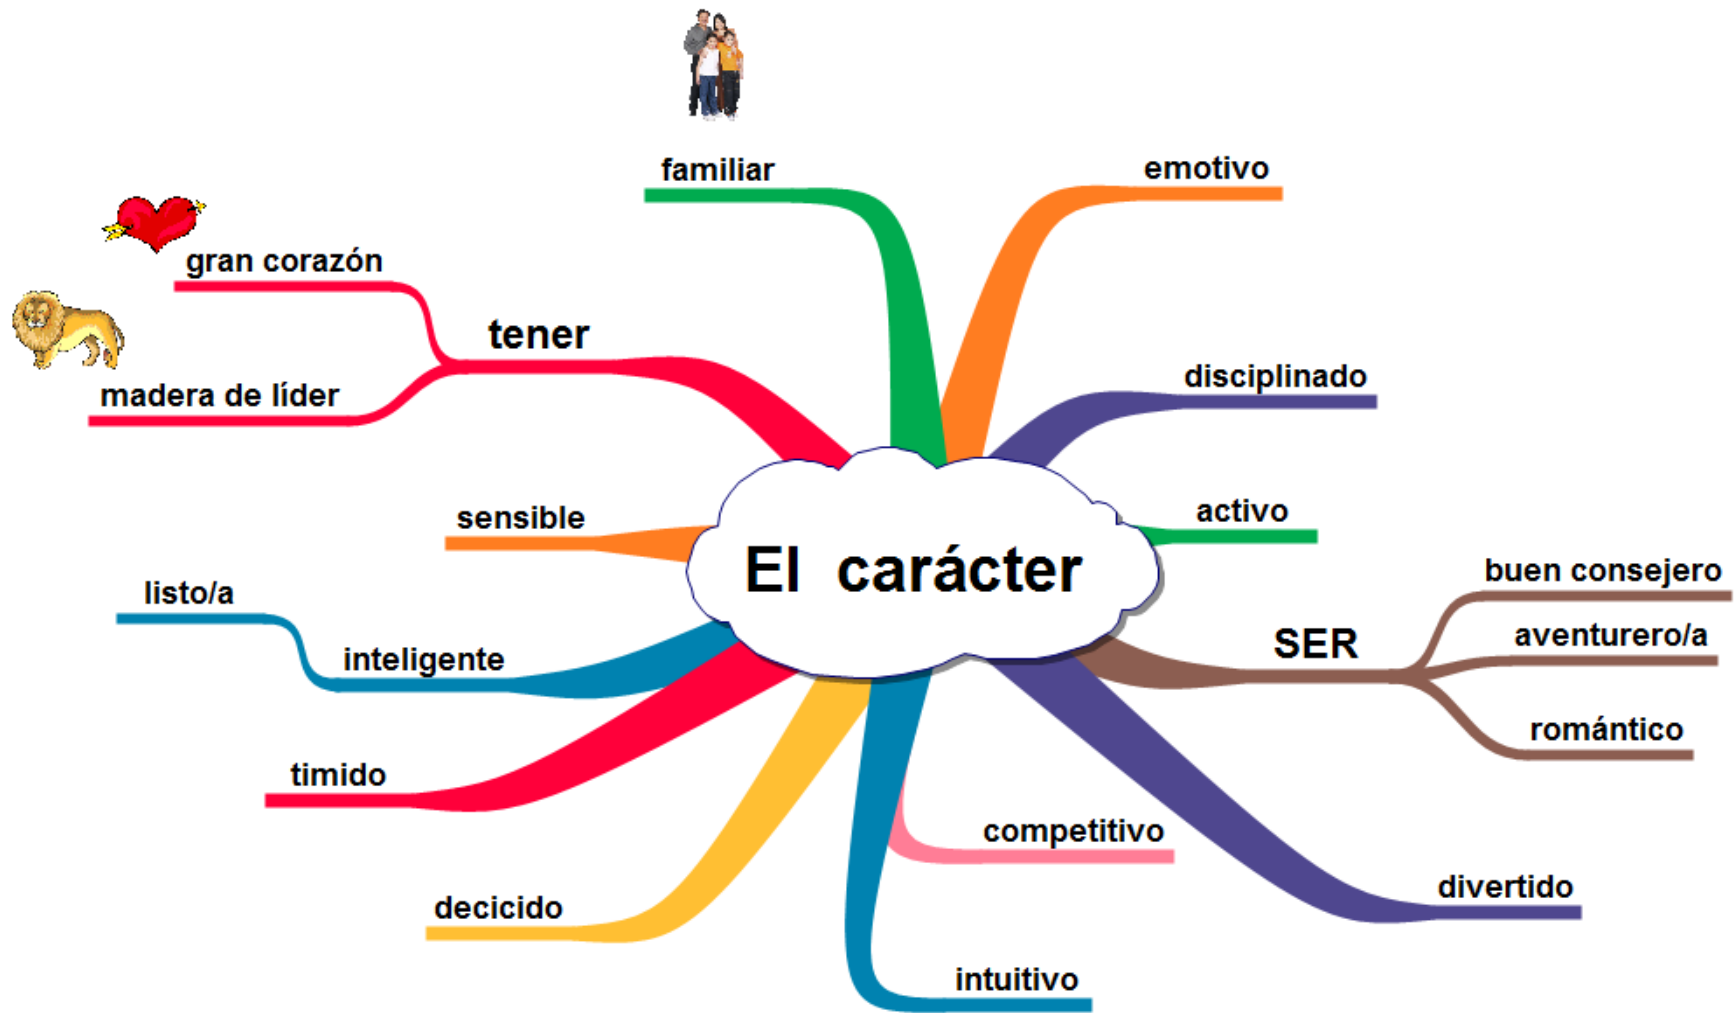 familiar
emotivo
gran corazón
tener
madera de líder
disciplinado
sensible
activo
El carácter
buen consejero
listo/a
SER
aventurero/a
inteligente
romántico
timido
competitivo
divertido
decicido
intuitivo